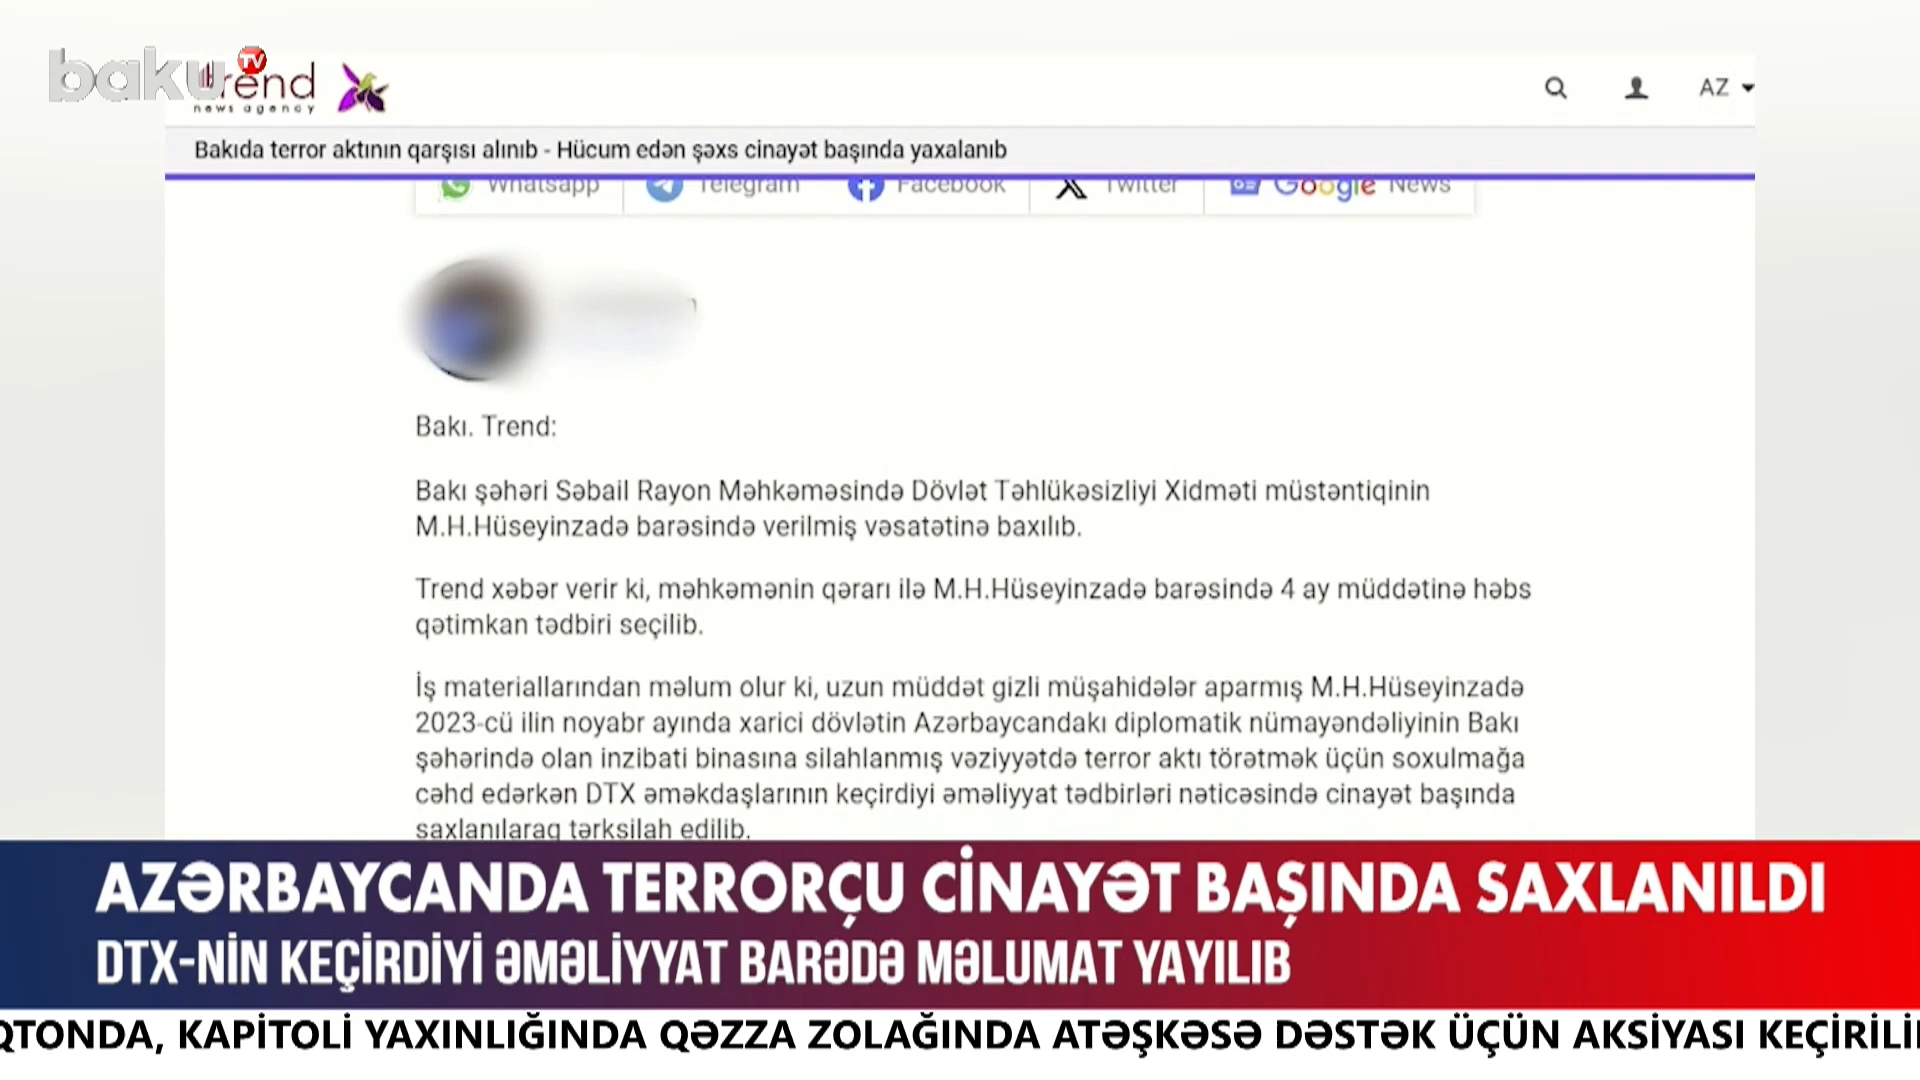 baku TV
trend
news agency
AZ
Bakıda terror aktının qarşısı alınıb - Hücum edən şəxs cinayət başında yaxalanıb
Whatsapp Telegram Facebook Twitter Google News
Bakı. Trend:
Bakı şəhəri Səbail Rayon Məhkəməsində Dövlət Təhlükəsizliyi Xidməti müstəntiqinin
M.H.Hüseyinzadə barəsində verilmiş vəsatətinə baxılıb.
Trend xəbər verir ki, məhkəmənin qərarı ilə M.H.Hüseyinzadə barəsində 4 ay müddətinə həbs
qətimkan tədbiri seçilib.
İş materiallarından məlum olur ki, uzun müddət gizli müşahidələr aparmış M.H.Hüseyinzadə
2023-cü ilin noyabr ayında xarici dövlətin Azərbaycandakı diplomatik nümayəndəliyinin Bakı
şəhərində olan inzibati binasına silahlanmış vəziyyətdə terror aktı törətmək üçün soxulmağa
cəhd edərkən DTX əməkdaşlarının keçirdiyi əməliyyat tədbirləri nəticəsində cinayət başında
saxlanılaraq tərksilah edilib.
AZƏRBAYCANDA TERRORÇU CİNAYƏT BAŞINDA SAXLANILDI
DTX-NİN KEÇİRDİYİ ƏMƏLİYYAT BARƏDƏ MƏLUMAT YAYILIB
QTONDA, KAPİTOLİ YAXINLIĞINDA QƏZZA ZOLAĞINDA ATƏŞKƏSƏ DƏSTƏK ÜÇÜN AKSİYASI KEÇİRİLİ